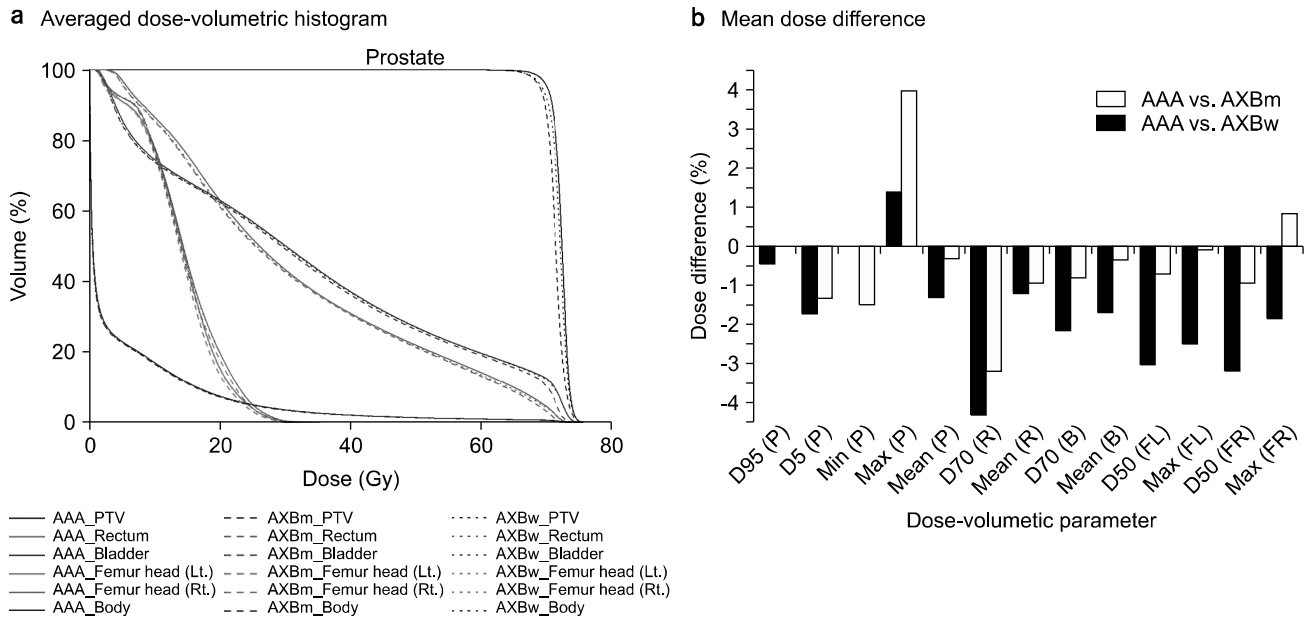 a Averaged dose-volumetric histogram
Prostate
100
80
60
40
20
0
Volume (%)
0 20 40 60 80
Dose (Gy)
AAA_PTV AXBm_PTV AXBw_PTV
AAA_Rectum AXBm_Rectum AXBw_Rectum
AAA_Bladder AXBm_Bladder AXBw_Bladder
AAA_Femur head (Lt.) AXBm_Femur head (Lt.) AXBw_Femur head (Lt.)
AAA_Femur head (Rt.) AXBm_Femur head (Rt.) AXBw_Femur head (Rt.)
AAA_Body AXBm_Body AXBw_Body
b Mean dose difference
4
3
2
1
0
-1
-2
-3
-4
Dose difference (%)
AAA vs. AXBm
AAA vs. AXBw
D95 (P)
D5 (P)
Min (P)
Max (P)
Mean (P)
D70 (R)
Mean (R)
D70 (B)
Mean (B)
D50 (FL)
Max (FL)
D50 (FR)
Max (FR)
Dose-volumetic parameter